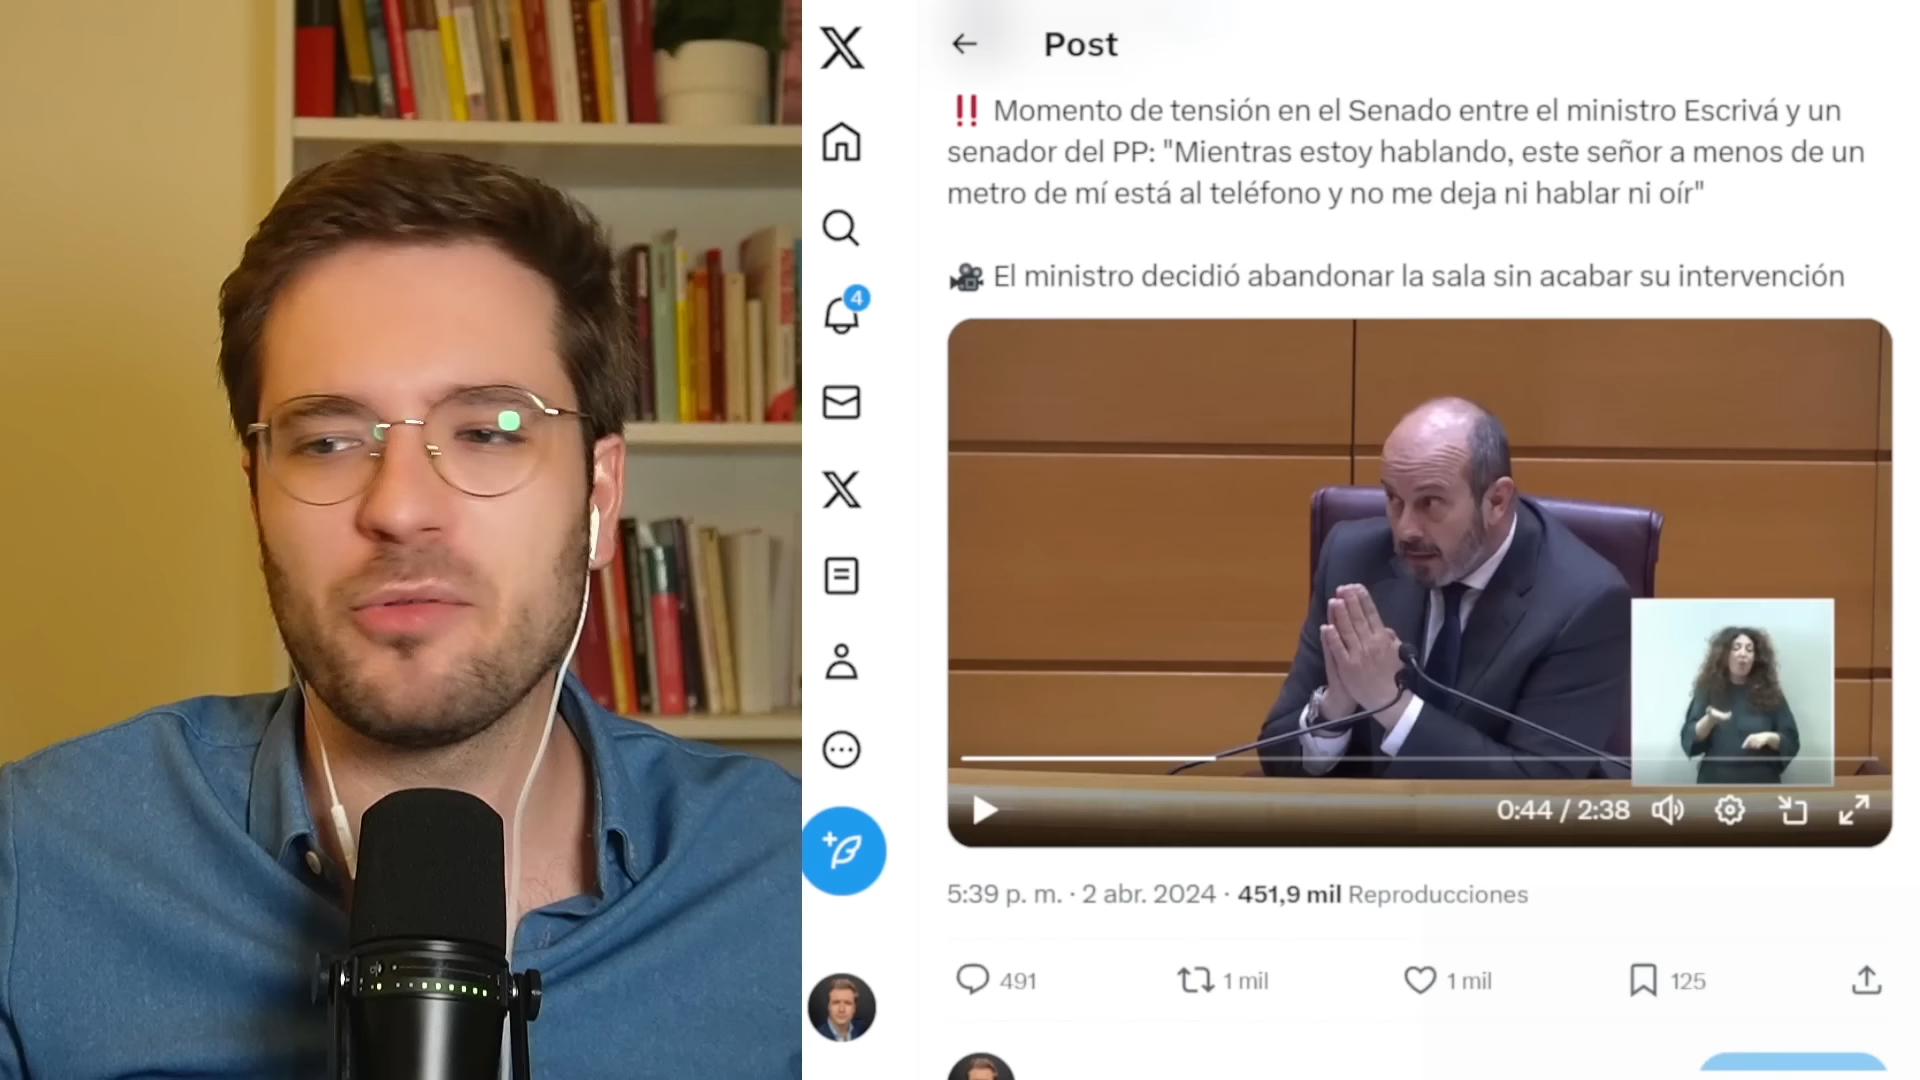 Post
‼ Momento de tensión en el Senado entre el ministro Escrivá y un
senador del PP: "Mientras estoy hablando, este señor a menos de un
metro de mí está al teléfono y no me deja ni hablar ni oír"
🎥 El ministro decidió abandonar la sala sin acabar su intervención
4
0:44 / 2:38
5:39 p. m. · 2 abr. 2024 · 451,9 mil Reproducciones
491
1 mil
1 mil
125